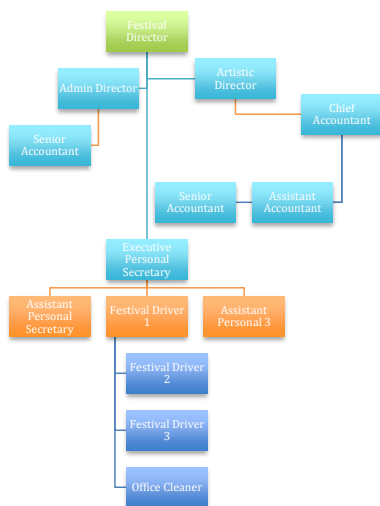 Festival
Director
Admin Director
Artistic
Director
Chief
Accountant
Senior
Accountant
Senior
Accountant
Assistant
Accountant
Executive
Personal
Secretary
Assistant
Personal
Secretary
Festival Driver
1
Assistant
Personal 3
Festival Driver
2
Festival Driver
3
Office Cleaner